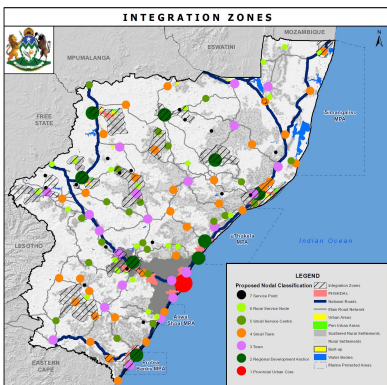 INTEGRATION ZONES
MOZAMBIQUE
N
ESWATINI
MPUMALANGA
FREE
STATE
iSimangaliso
MPA
uThukela
MPA
LESOTHO
Indian Ocean
Aliwal
Shoal MPA
EASTERN
CAPE
Protea
Banks MPA
LEGEND
Proposed Nodal Classification
7 Service Point
6 Rural Service Node
5 Small Service Centre
4 Small Town
3 Town
2 Regional Development Anchor
1 Provincial Urban Core
Integration Zones
National Roads
Main Road Network
Urban Areas
Peri Urban Areas
Scattered Rural Settlements
Rural Settlements
Built up
Water Bodies
Marine Protected Areas